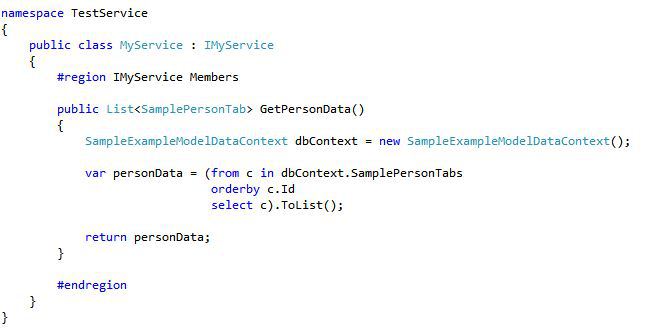 namespace TestService
{
    public class MyService : IMyService
    {
        #region IMyService Members

        public List<SamplePersonTab> GetPersonData()
        {
            SampleExampleModelDataContext dbContext = new SampleExampleModelDataContext();

            var personData = (from c in dbContext.SamplePersonTabs
                              orderby c.Id
                              select c).ToList();

            return personData;
        }

        #endregion
    }
}